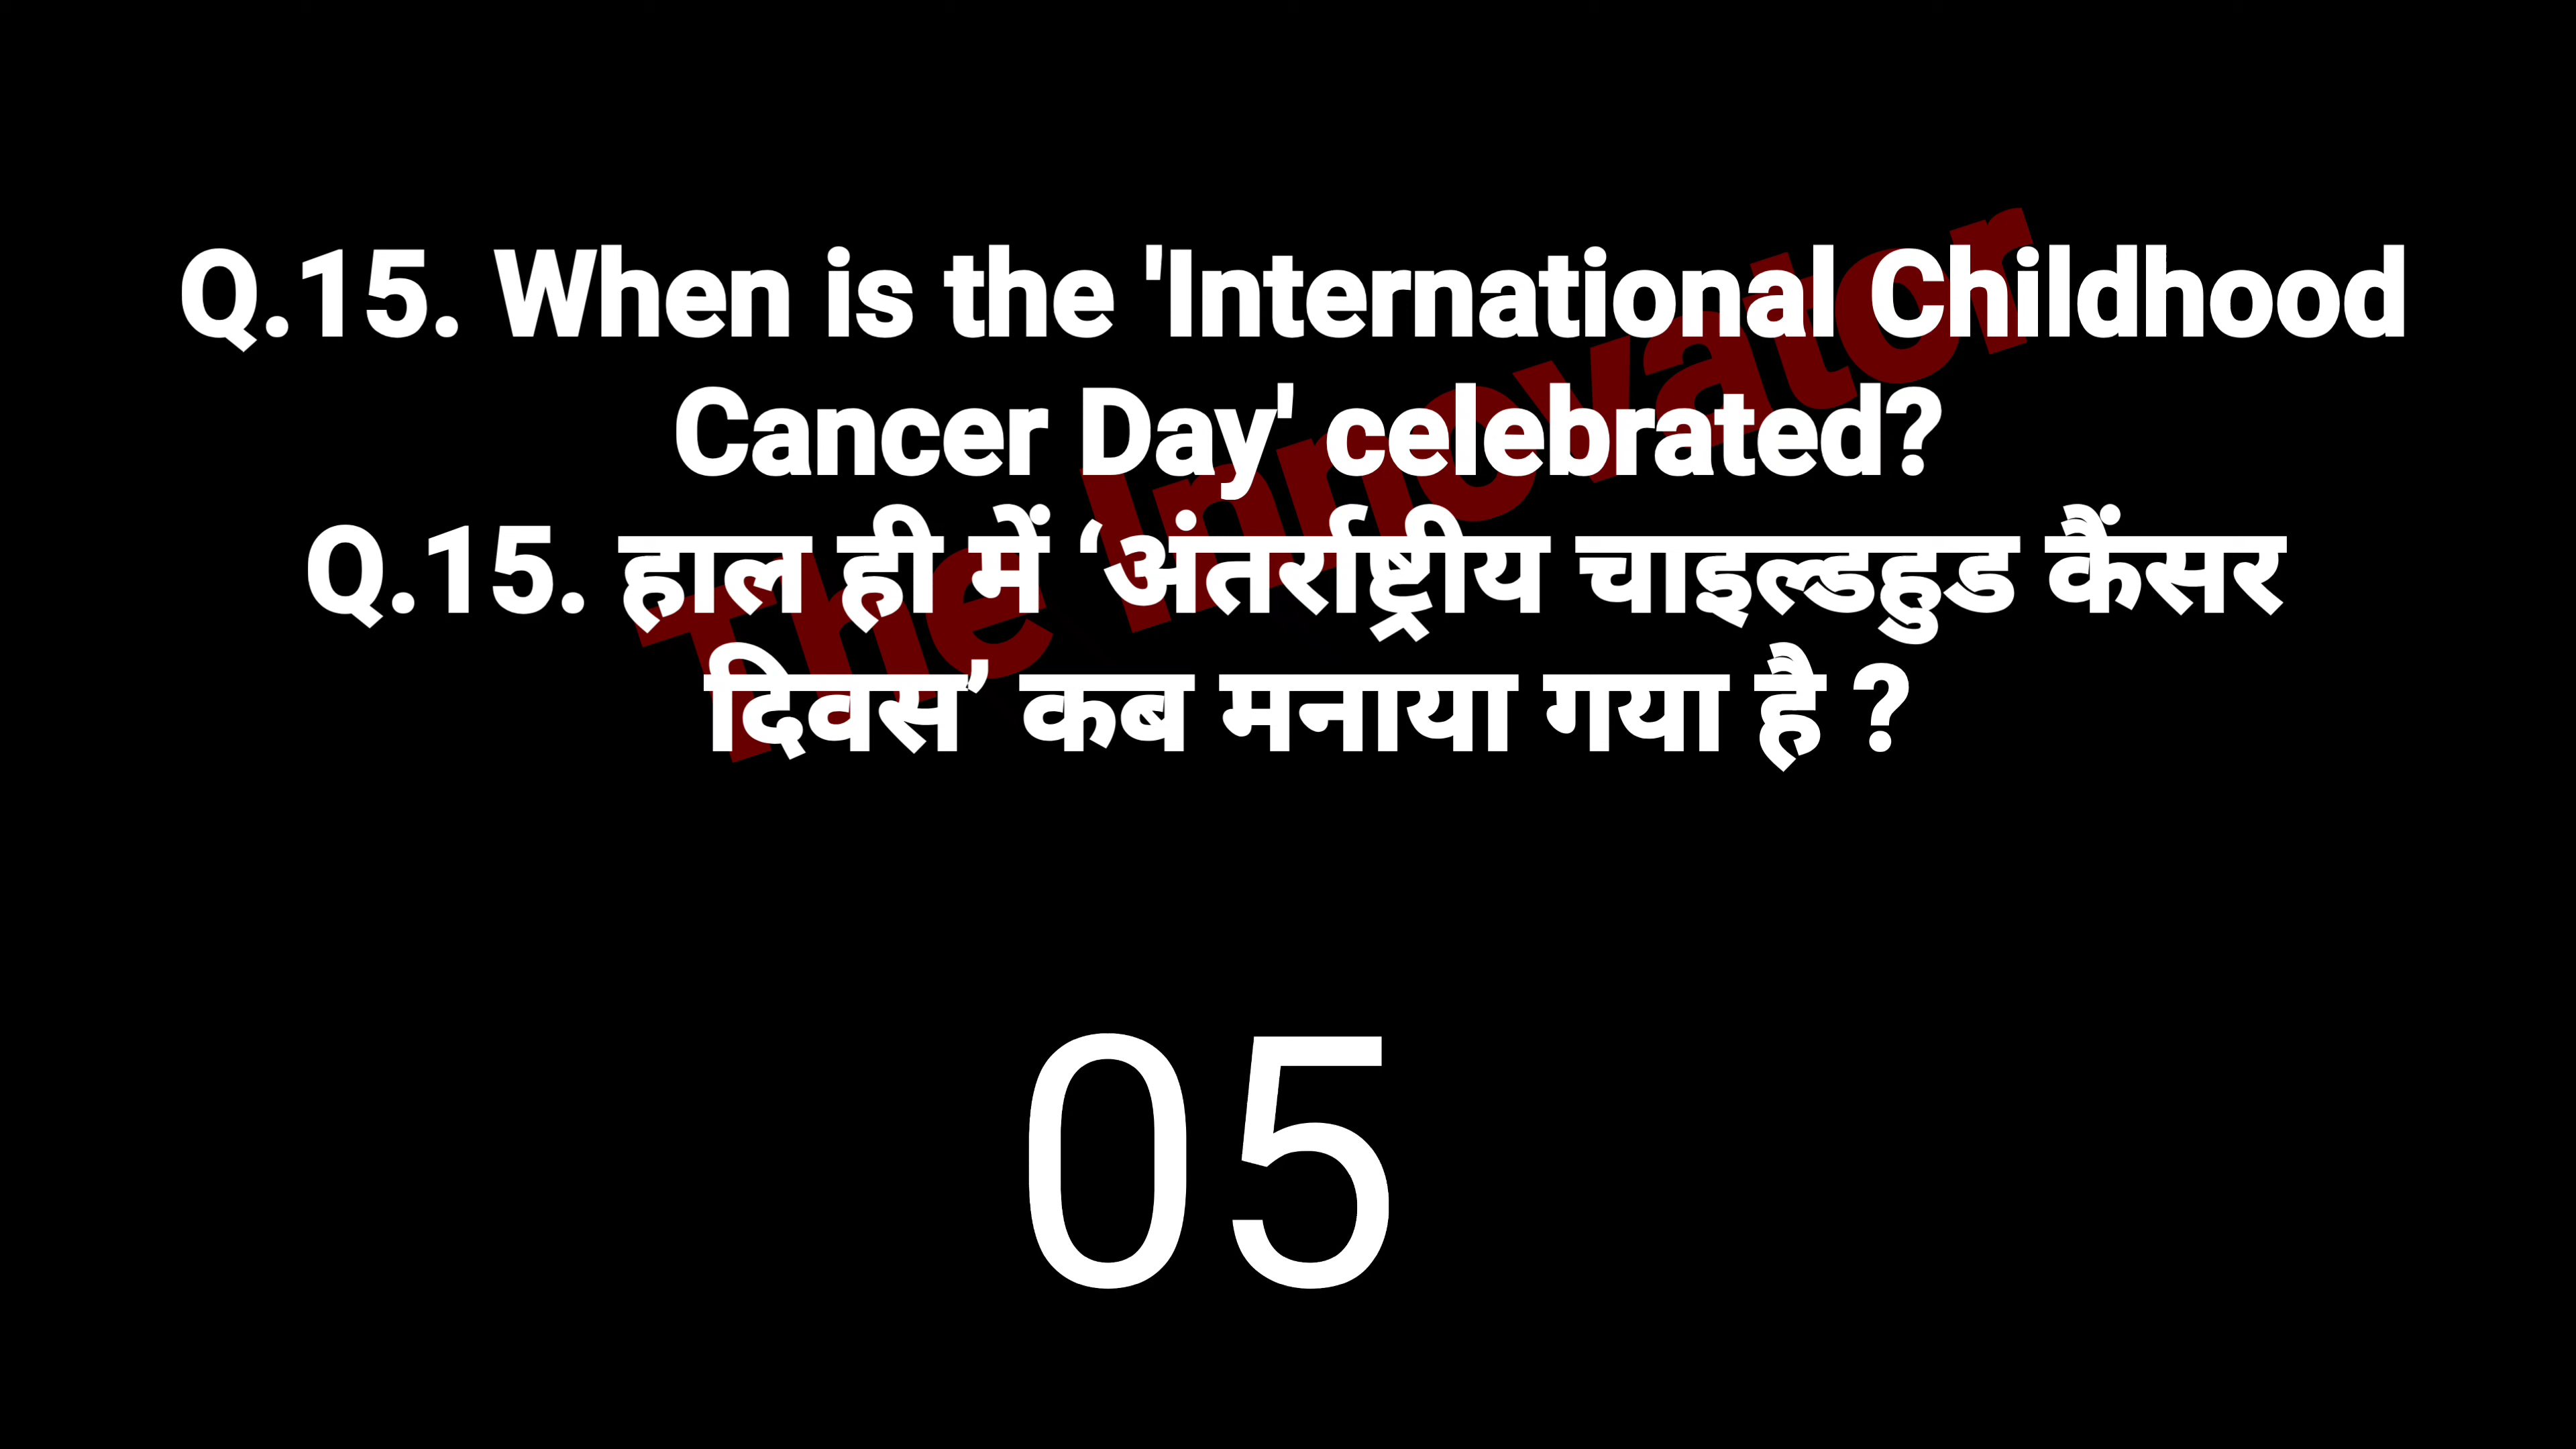 Q.15. When is the 'International Childhood
Cancer Day' celebrated?
Q.15. हाल ही में ‘अंतर्राष्ट्रीय चाइल्डहुड कैंसर
दिवस’ कब मनाया गया है ?
The Innovator
05